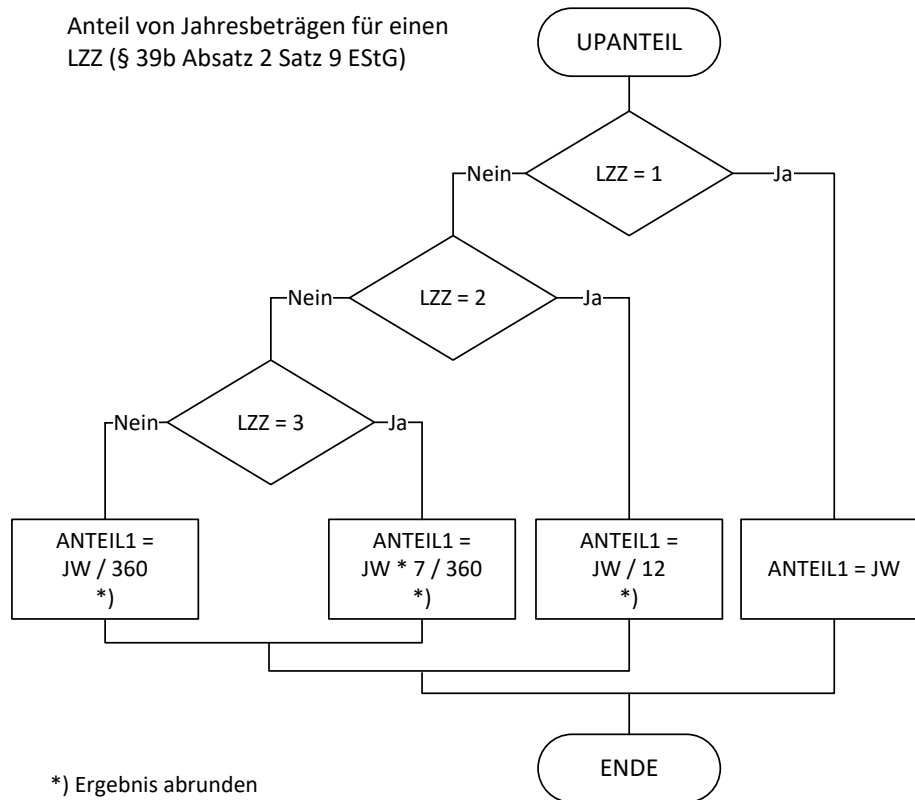 Anteil von Jahresbeträgen für einen
LZZ (§ 39b Absatz 2 Satz 9 EStG)
UPANTEIL
LZZ = 1
Nein
Ja
LZZ = 2
Nein
Ja
LZZ = 3
Nein
Ja
ANTEIL1 =
JW / 360
*)
ANTEIL1 =
JW * 7 / 360
*)
ANTEIL1 =
JW / 12
*)
ANTEIL1 = JW
ENDE
*) Ergebnis abrunden